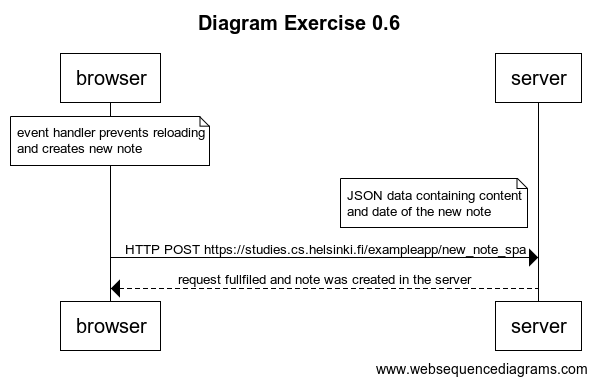 Diagram Exercise 0.6
browser
server
event handler prevents reloading
and creates new note
JSON data containing content
and date of the new note
HTTP POST https://studies.cs.helsinki.fi/exampleapp/new_note_spa
request fullfiled and note was created in the server
browser
server
www.websequencediagrams.com